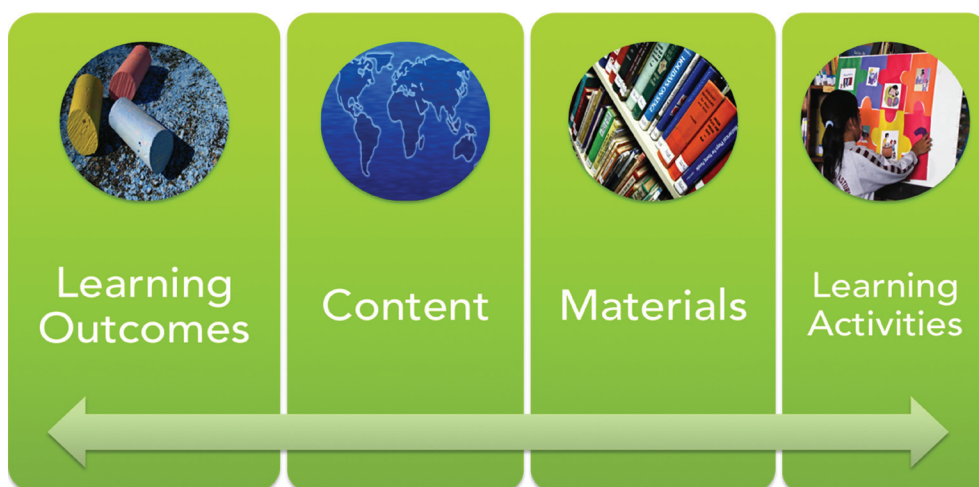 Learning
Outcomes
Content
Materials
Learning
Activities